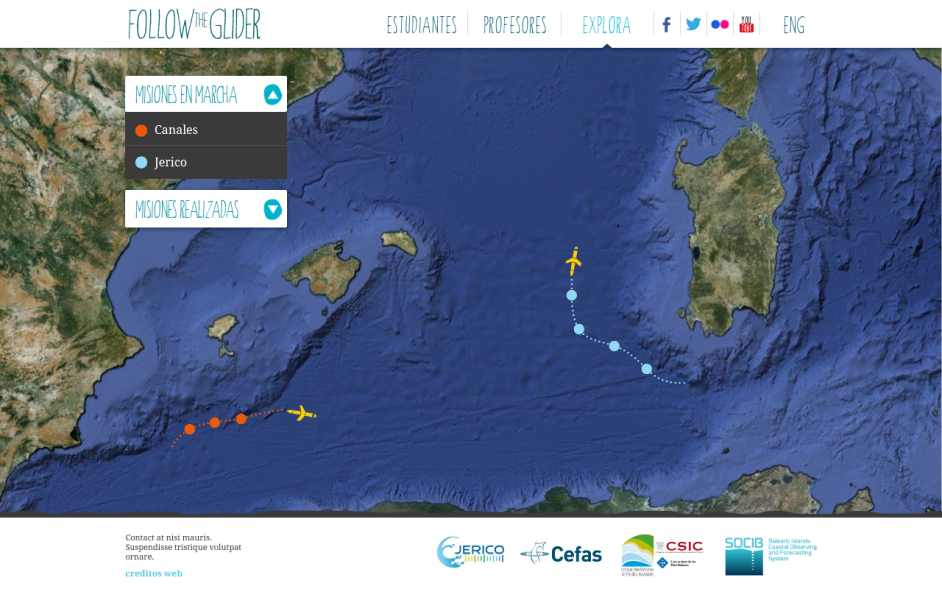 FOLLOW THE GLIDER
ESTUDIANTES
PROFESORES
EXPLORA
YOU
ENG
MISIONES EN MARCHA
Canales
Jerico
MISIONES REALIZADAS
Contact at nisi mauris.
Suspendisse tristique volutpat
ornare.
creditos web
JERICO
Cefas
CSIC
SOCIB
Balearic Islands
Coastal Observing
and Forecasting
System